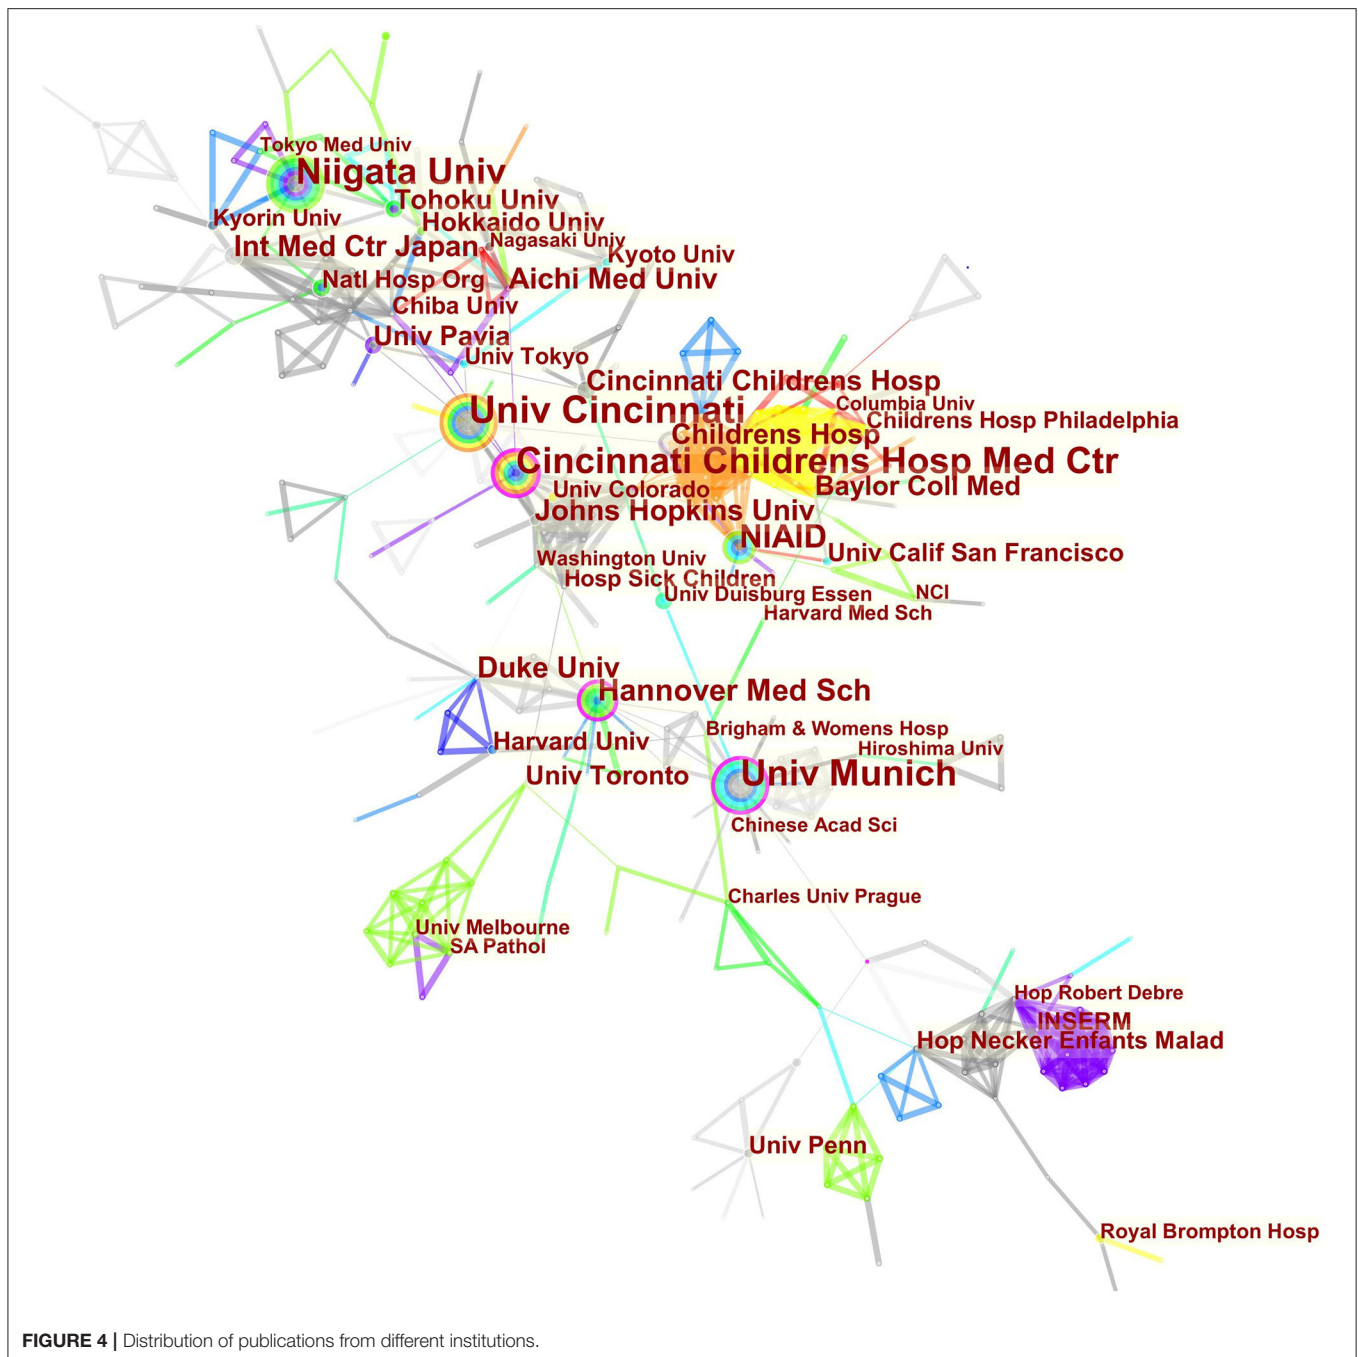 Tokyo Med Univ
Niigata Univ
Tohoku Univ
Kyorin Univ
Hokkaido Univ
Nagasaki Univ
Int Med Ctr Japan
Kyoto Univ
Natl Hosp Org
Aichi Med Univ
Chiba Univ
Univ Pavia
Univ Tokyo
Cincinnati Childrens Hosp
Columbia Univ
Univ Cincinnati
Childrens Hosp Philadelphia
Childrens Hosp
Cincinnati Childrens Hosp Med Ctr
Univ Colorado
Baylor Coll Med
Johns Hopkins Univ
NIAID
Univ Calif San Francisco
Washington Univ
Hosp Sick Children
Univ Duisburg Essen
NCI
Harvard Med Sch
Duke Univ
Hannover Med Sch
Brigham & Womens Hosp
Harvard Univ
Hiroshima Univ
Univ Toronto
Univ Munich
Chinese Acad Sci
Charles Univ Prague
Univ Melbourne
SA Pathol
Hop Robert Debre
INSERM
Hop Necker Enfants Malad
Univ Penn
Royal Brompton Hosp
FIGURE 4 | Distribution of publications from different institutions.